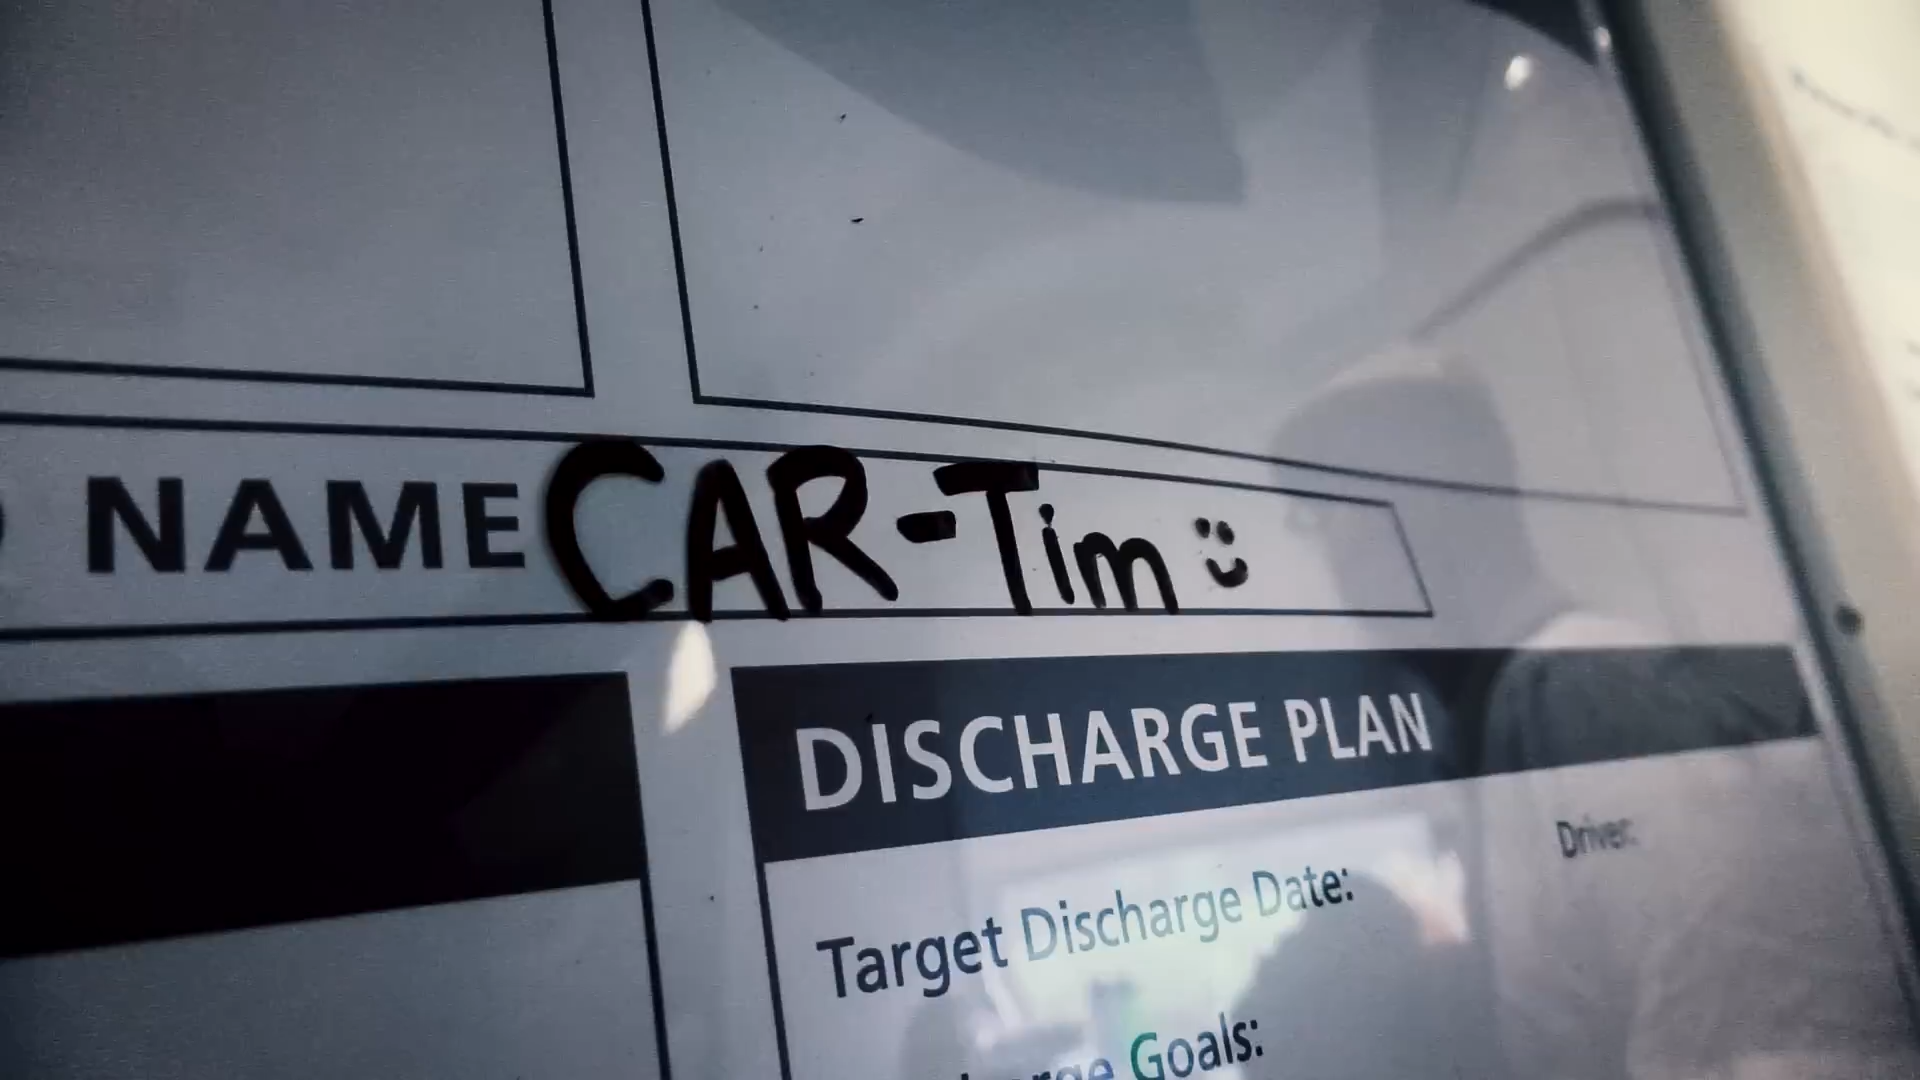 NAME CAR-Tim
DISCHARGE PLAN
Target Discharge Date:
Driver:
Goals: